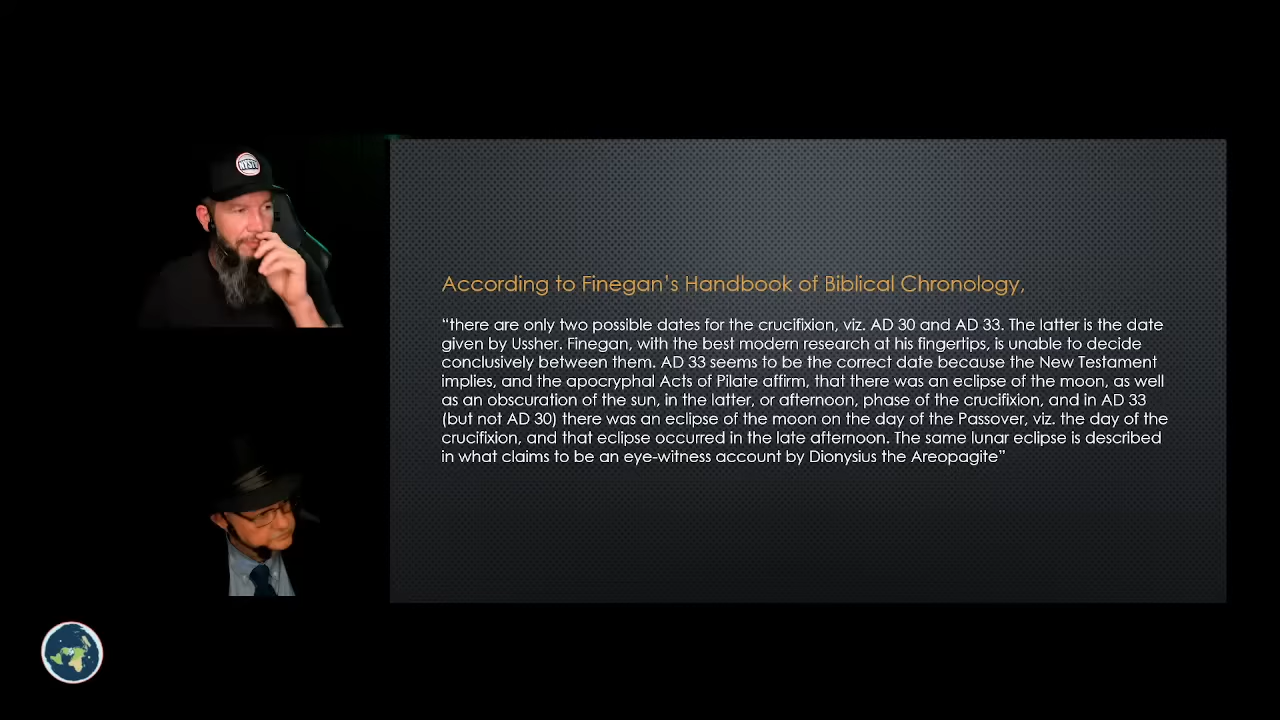 According to Finegan's Handbook of Biblical Chronology,
"there are only two possible dates for the crucifixion, viz. AD 30 and AD 33. The latter is the date
given by Ussher. Finegan, with the best modern research at his fingertips, is unable to decide
conclusively between them. AD 33 seems to be the correct date because the New Testament
implies, and the apocryphal Acts of Pilate affirm, that there was an eclipse of the moon, as well
as an obscuration of the sun, in the latter, or afternoon, phase of the crucifixion, and in AD 33
(but not AD 30) there was an eclipse of the moon on the day of the Passover, viz. the day of the
crucifixion, and that eclipse occurred in the late afternoon. The same lunar eclipse is described
in what claims to be an eye-witness account by Dionysius the Areopagite"